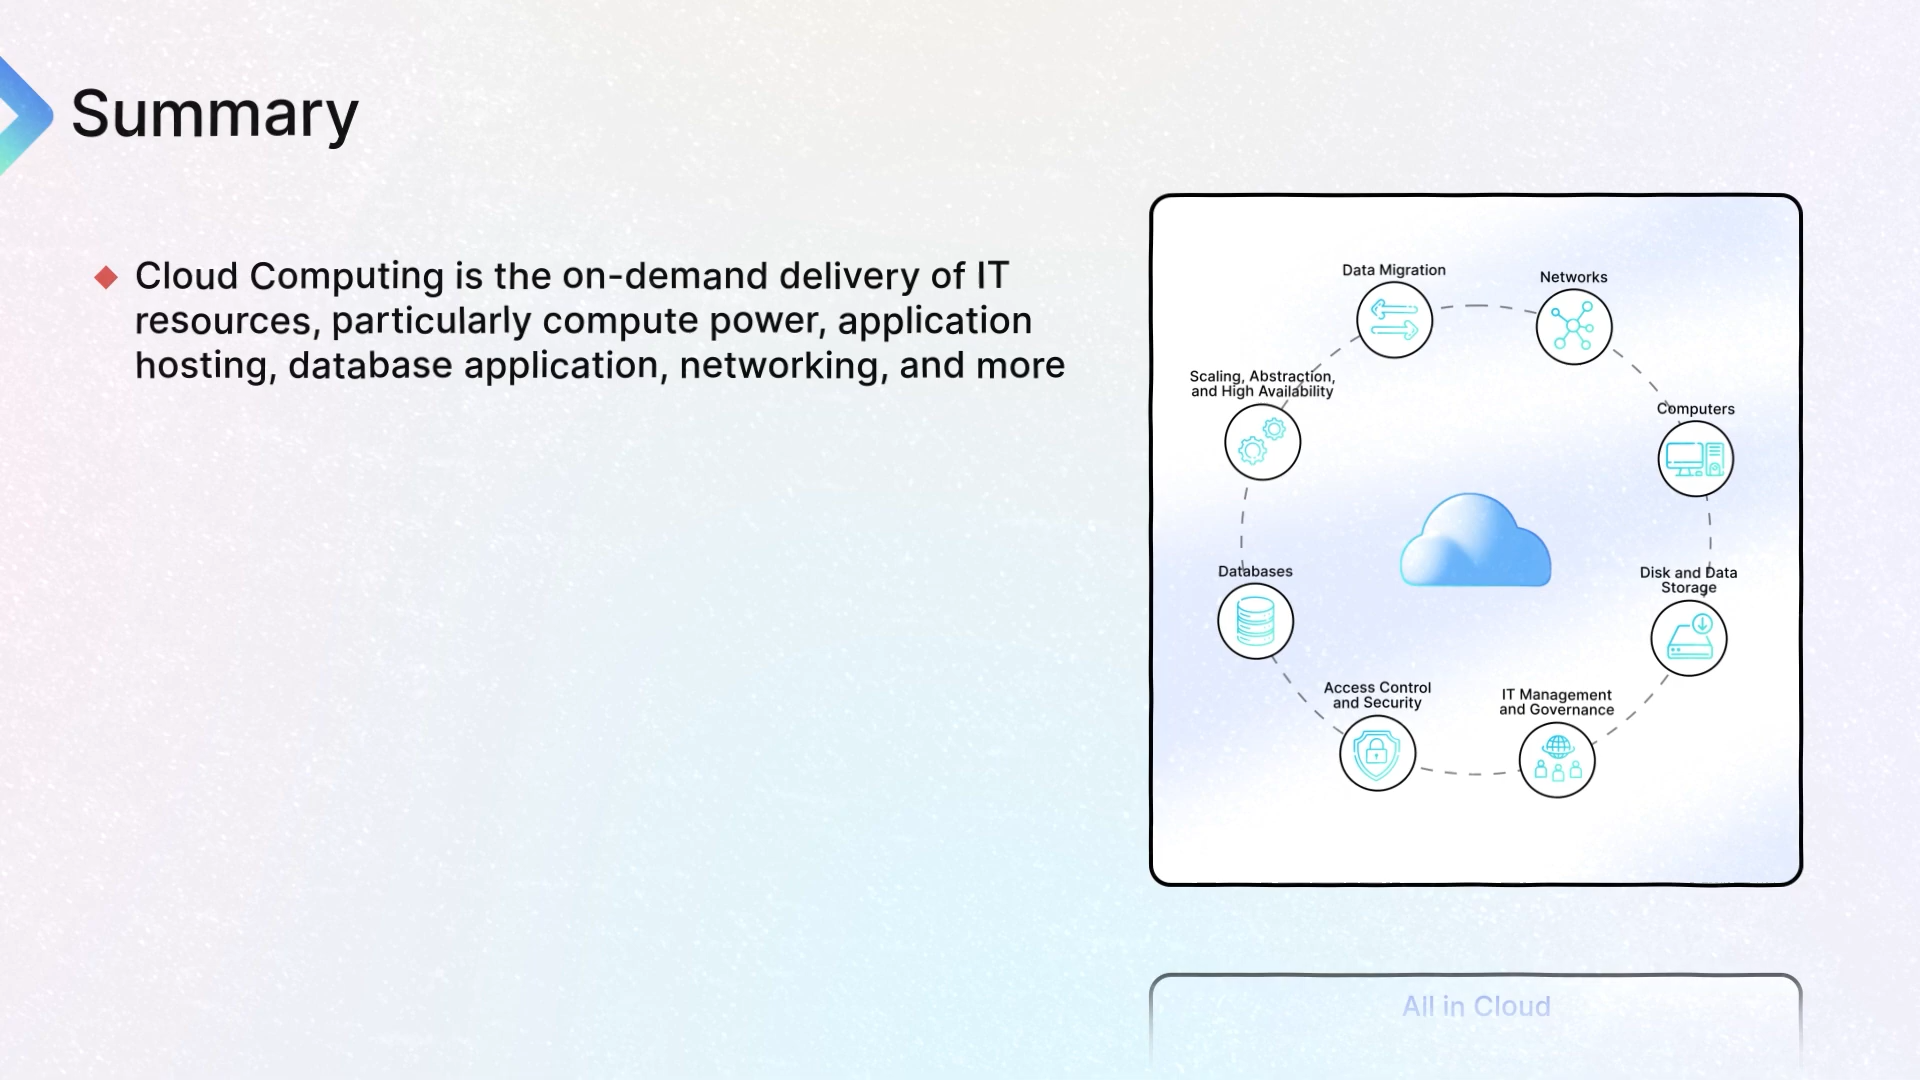 Summary
Cloud Computing is the on-demand delivery of IT
resources, particularly compute power, application
hosting, database application, networking, and more
Data Migration
Networks
Scaling, Abstraction,
and High Availability
Computers
Databases
Disk and Data
Storage
Access Control
and Security
IT Management
and Governance
All in Cloud